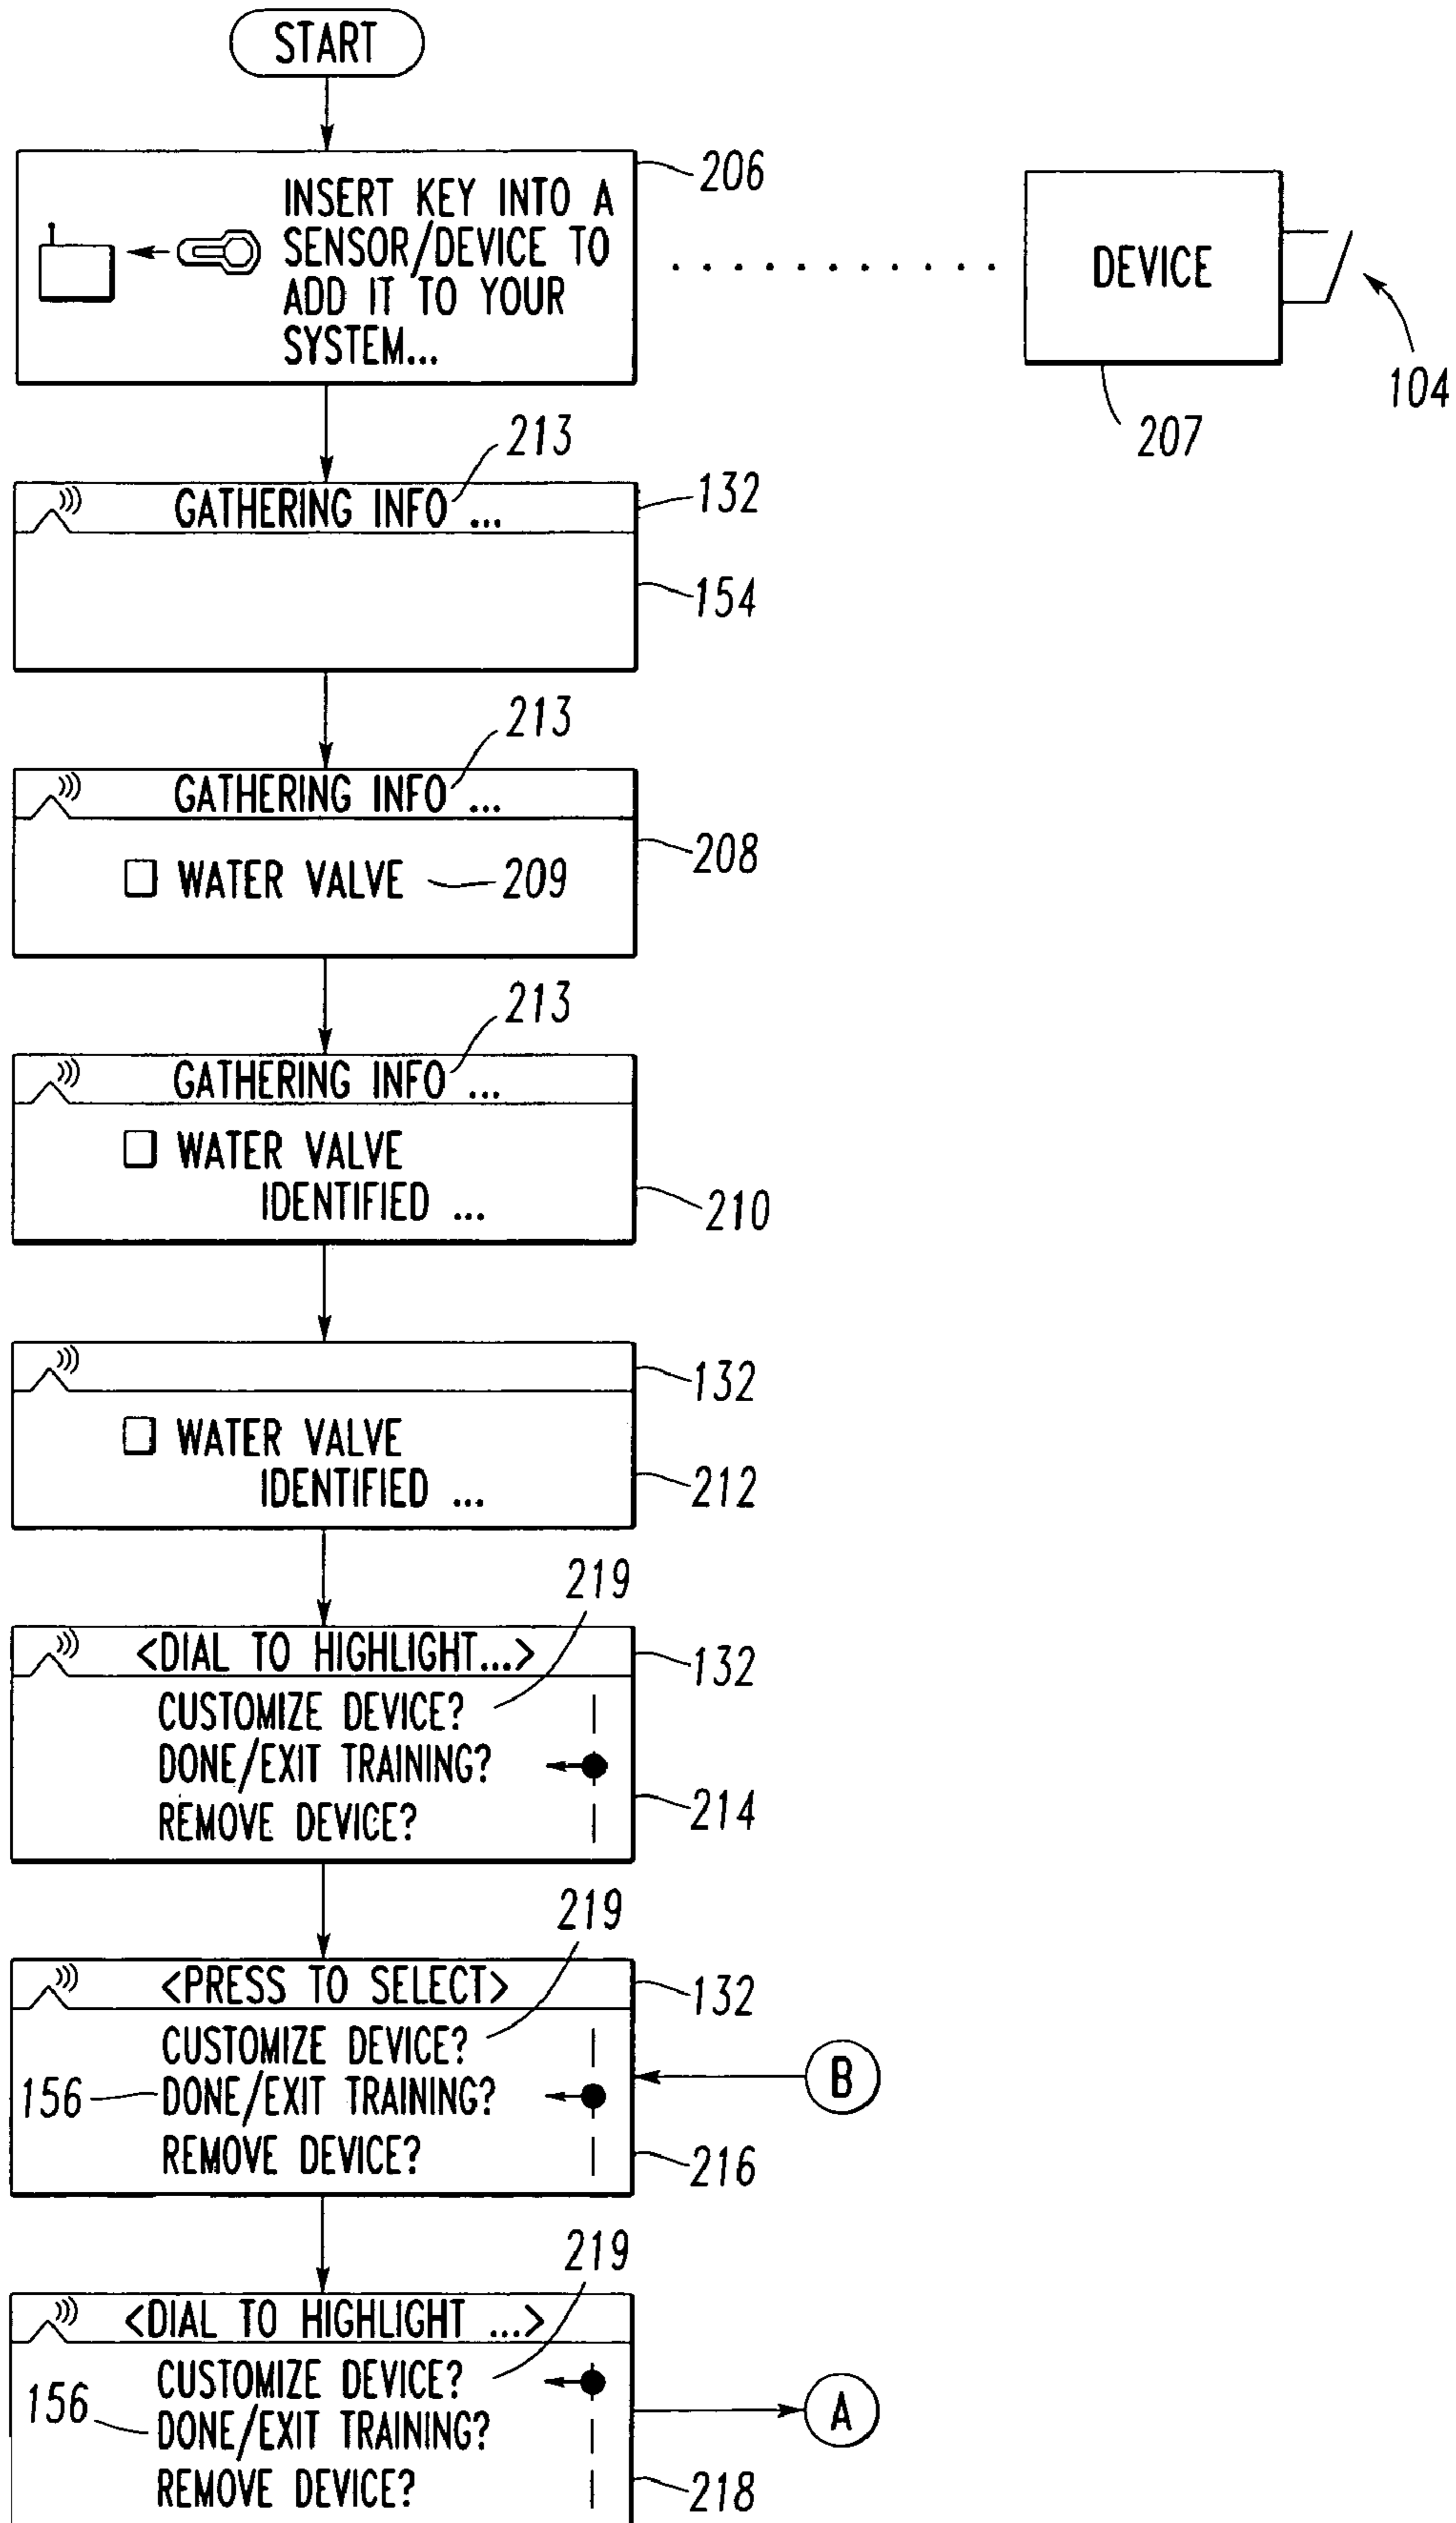 START
INSERT KEY INTO A
SENSOR/DEVICE TO
ADD IT TO YOUR
SYSTEM...
206
DEVICE
104
207
213
GATHERING INFO ...
132
154
213
GATHERING INFO ...
208
WATER VALVE
209
213
GATHERING INFO ...
WATER VALVE
IDENTIFIED ...
210
132
WATER VALVE
IDENTIFIED ...
212
219
<DIAL TO HIGHLIGHT...>
132
CUSTOMIZE DEVICE?
DONE/EXIT TRAINING?
REMOVE DEVICE?
214
219
<PRESS TO SELECT>
132
CUSTOMIZE DEVICE?
156
DONE/EXIT TRAINING?
B
REMOVE DEVICE?
216
219
<DIAL TO HIGHLIGHT ...>
CUSTOMIZE DEVICE?
156
DONE/EXIT TRAINING?
A
REMOVE DEVICE?
218